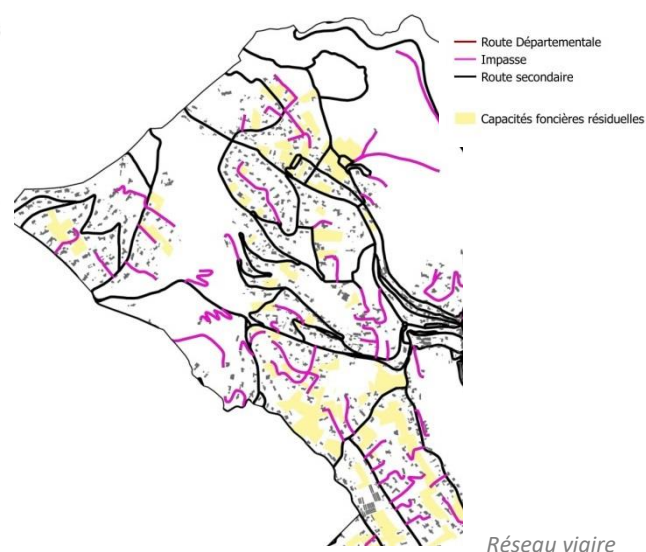 Route Départementale
Impasse
Route secondaire
Capacités foncières résiduelles
Réseau viaire